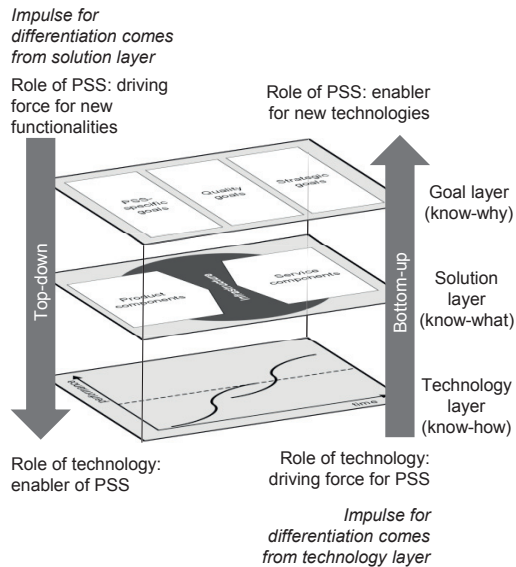 Impulse for
differentiation comes
from solution layer
Role of PSS: driving
force for new
functionalities
Role of PSS: enabler
for new technologies
Top-down
Bottom-up
PSS-
specific
goals
Quality
goals
Strategic
goals
Goal layer
(know-why)
Product
components
Infrastructure
Service
components
Solution
layer
(know-what)
performance
time
Technology
layer
(know-how)
Role of technology:
enabler of PSS
Role of technology:
driving force for PSS
Impulse for
differentiation comes
from technology layer